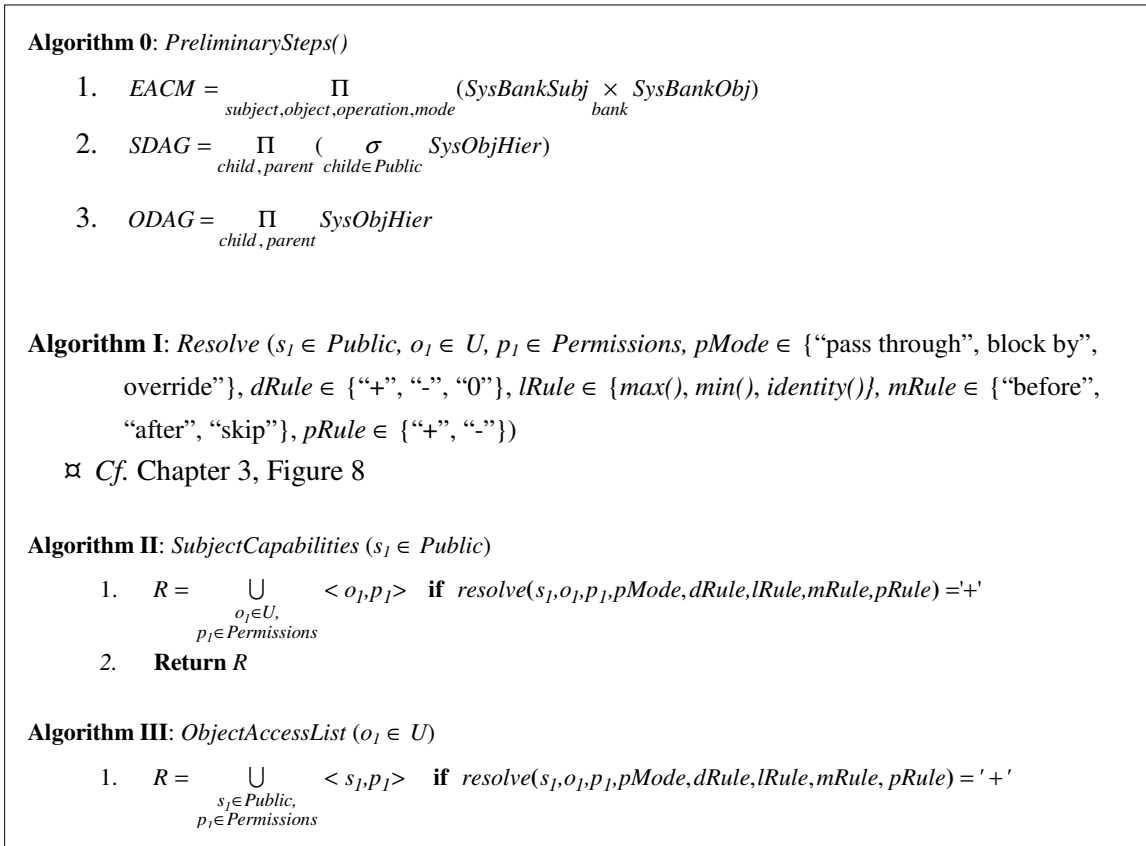 Algorithm 0: PreliminarySteps()
1. EACM = Π subject,object,operation,mode (SysBankSubj × bank SysBankObj)
2. SDAG = Π child,parent ( σ child∈Public SysObjHier)
3. ODAG = Π child,parent SysObjHier
Algorithm I: Resolve (s1 ∈ Public, o1 ∈ U, p1 ∈ Permissions, pMode ∈ {“pass through”, block by”,
override”}, dRule ∈ {“+”, “-”, “0”}, lRule ∈ {max(), min(), identity()}, mRule ∈ {“before”,
“after”, “skip”}, pRule ∈ {“+”, “-”})
¤ Cf. Chapter 3, Figure 8
Algorithm II: SubjectCapabilities (s1 ∈ Public)
1. R = ∪ o1∈U, p1∈Permissions < o1,p1> if resolve(s1,o1,p1,pMode,dRule,lRule,mRule,pRule) ='+'
2. Return R
Algorithm III: ObjectAccessList (o1 ∈ U)
1. R = ∪ s1∈Public, p1∈Permissions < s1,p1> if resolve(s1,o1,p1,pMode,dRule,lRule,mRule, pRule) = ' +'